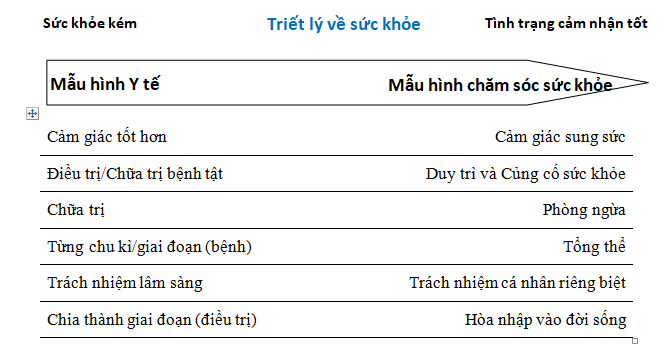 Sức khỏe kém Triết lý về sức khỏe Tình trạng cảm nhận tốt
Mẫu hình Y tế Mẫu hình chăm sóc sức khỏe
Cảm giác tốt hơn Cảm giác sung sức
Điều trị/Chữa trị bệnh tật Duy trì và Củng cố sức khỏe
Chữa trị Phòng ngừa
Từng chu kì/giai đoạn (bệnh) Tổng thể
Trách nhiệm lâm sàng Trách nhiệm cá nhân riêng biệt
Chia thành giai đoạn (điều trị) Hòa nhập vào đời sống